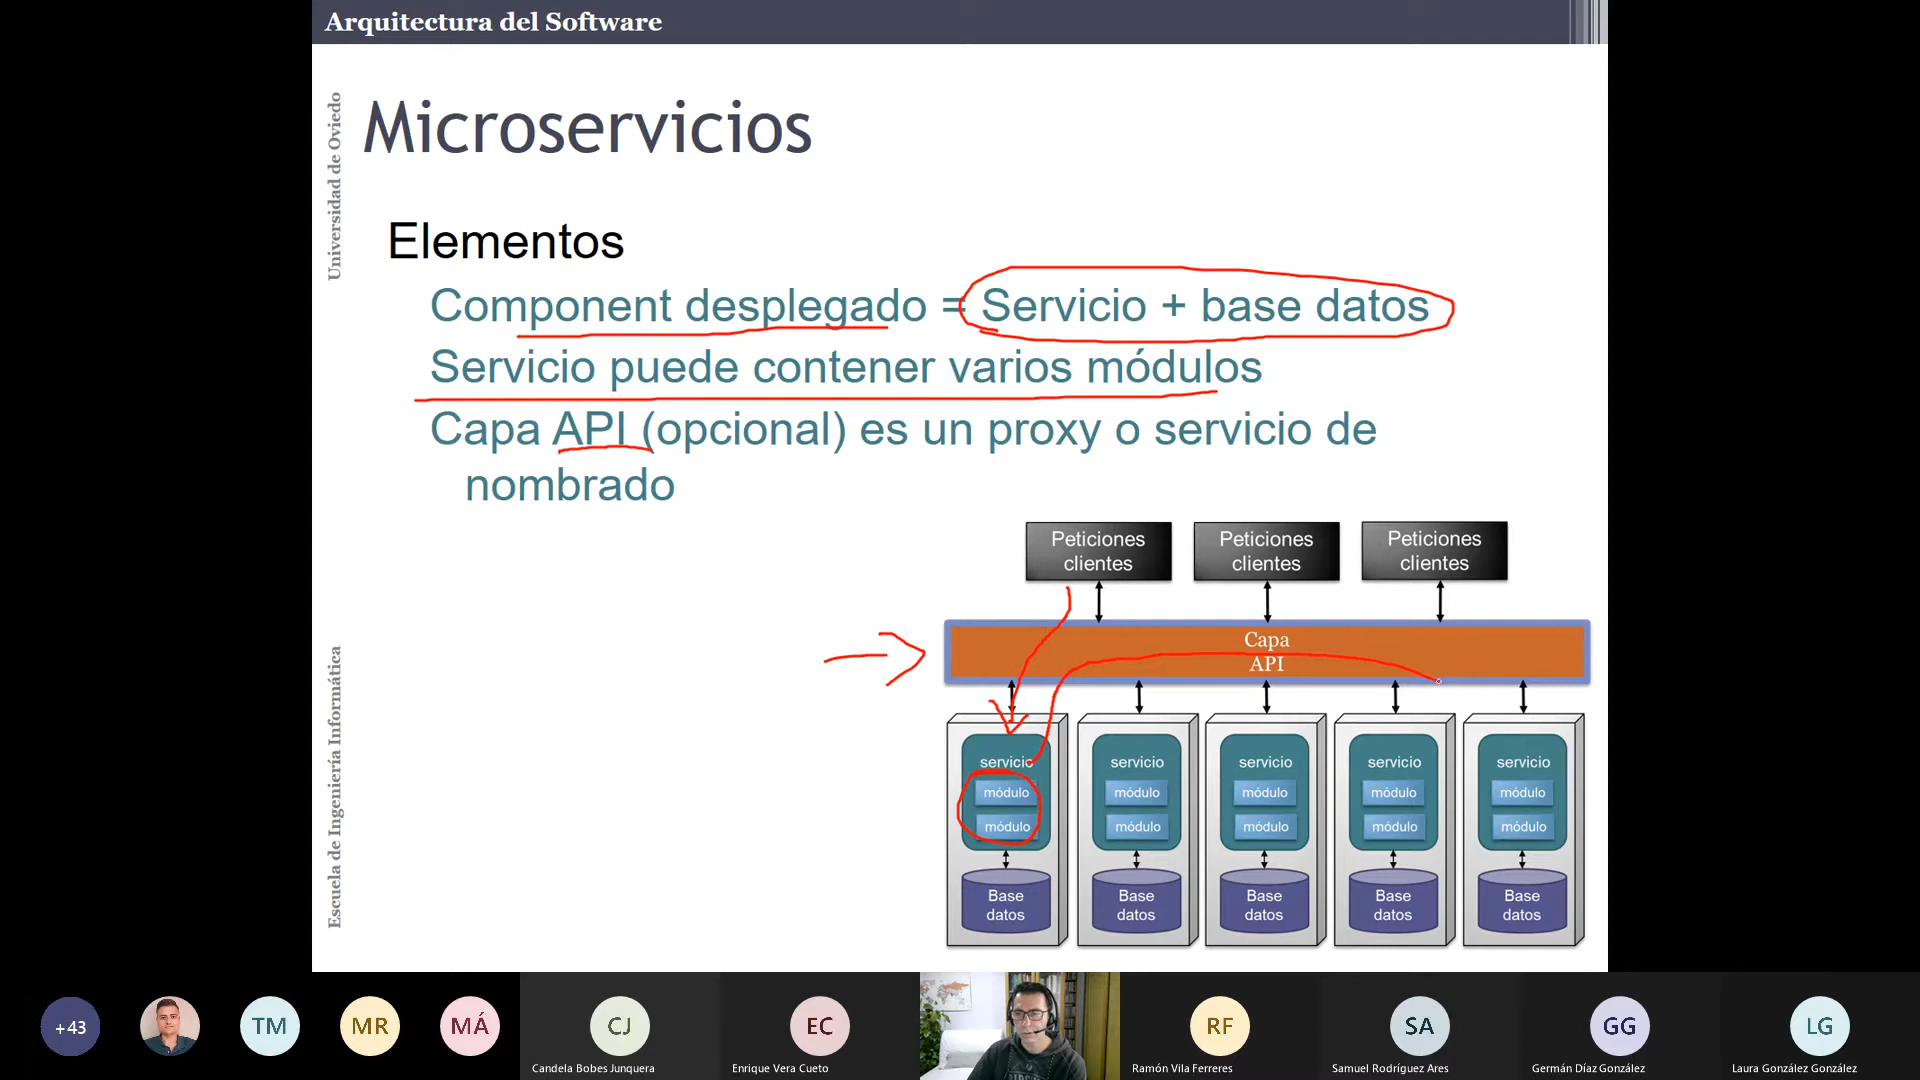 Arquitectura del Software
Universidad de Oviedo
Microservicios
Elementos
Component desplegado = Servicio + base datos
Servicio puede contener varios módulos
Capa API (opcional) es un proxy o servicio de
nombrado
Escuela de Ingeniería Informática
Peticiones
clientes
Peticiones
clientes
Peticiones
clientes
Capa
API
servicio
módulo
módulo
Base
datos
servicio
módulo
módulo
Base
datos
servicio
módulo
módulo
Base
datos
servicio
módulo
módulo
Base
datos
servicio
módulo
módulo
Base
datos
+43
TM
MR
MÁ
CJ
Candela Bobes Junquera
EC
Enrique Vera Cueto
RF
Ramón Vila Ferreres
SA
Samuel Rodríguez Ares
GG
Germán Díaz González
LG
Laura González González